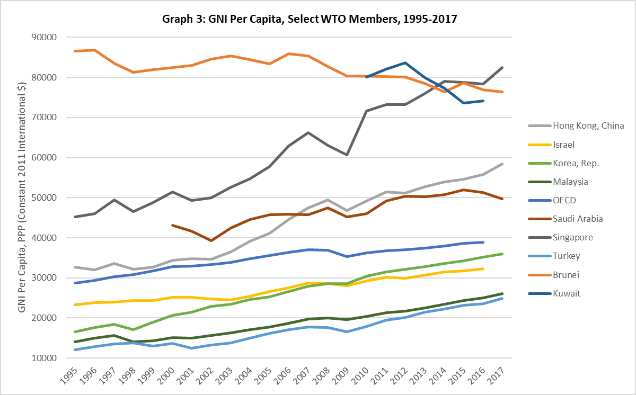 Graph 3: GNI Per Capita, Select WTO Members, 1995-2017
GNI Per Capita, PPP (Constant 2011 International $)
90000
80000
70000
60000
50000
40000
30000
20000
10000
1995
1996
1997
1998
1999
2000
2001
2002
2003
2004
2005
2006
2007
2008
2009
2010
2011
2012
2013
2014
2015
2016
2017
Hong Kong, China
Israel
Korea, Rep.
Malaysia
OECD
Saudi Arabia
Singapore
Turkey
Brunei
Kuwait